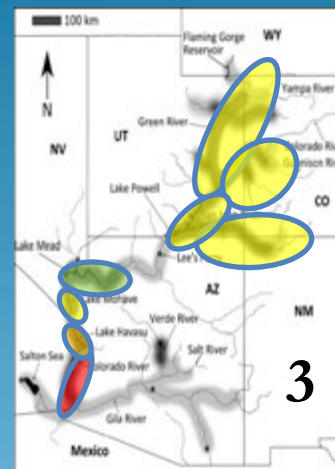 100 km
WY
Flaming Gorge
Reservoir
Yampa River
N
Green River
UT
NV
Colorado River
Gunnison Riv
Lake Powell
CO
Lake Mead
Lee's Ferry
AZ
Lake Mohave
NM
Verde River
Lake Havasu
Salt River
Salton Sea
Colorado River
3
Gila River
Mexico